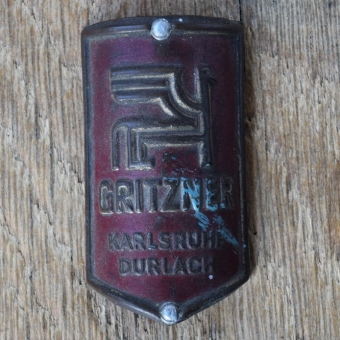 GRITZNER
KARLSRUHE
DURLACH